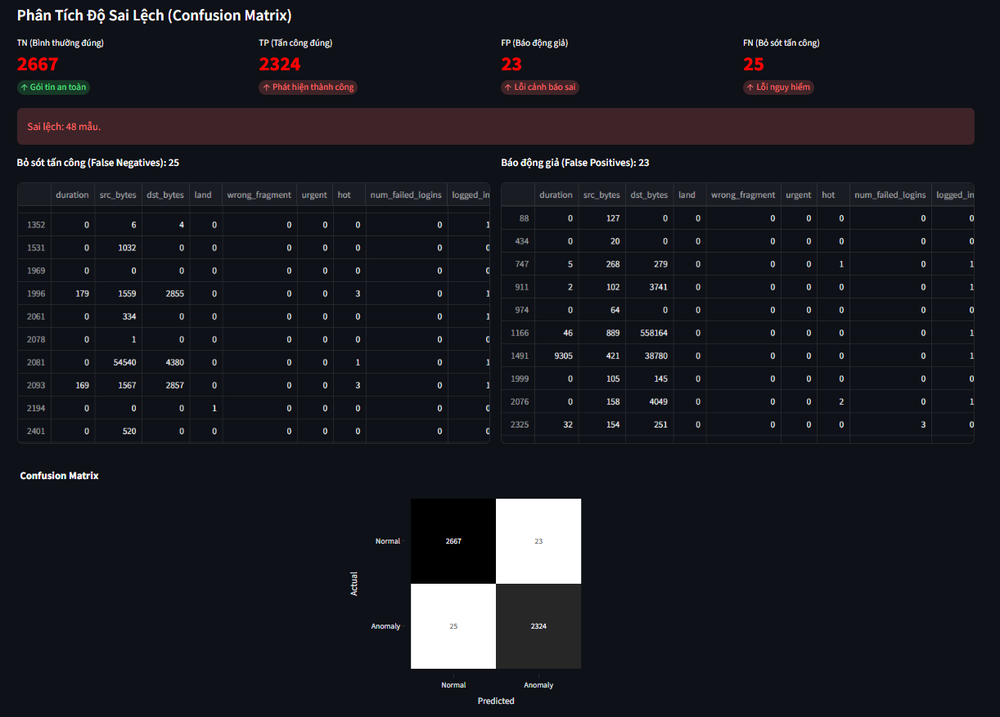 Phân Tích Độ Sai Lệch (Confusion Matrix)
TN (Bình thường đúng) TP (Tấn công đúng) FP (Báo động giả) FN (Bỏ sót tấn công)
2667 2324 23 25
↑ Gói tin an toàn ↑ Phát hiện thành công ↑ Lỗi cảnh báo sai ↑ Lỗi nguy hiểm
Sai lệch: 48 mẫu.
Bỏ sót tấn công (False Negatives): 25
duration src_bytes dst_bytes land wrong_fragment urgent hot num_failed_logins logged_in
1352 0 6 4 0 0 0 0 0 1
1531 0 1032 0 0 0 0 0 0 0
1969 0 0 0 0 0 0 0 0 0
1996 179 1559 2855 0 0 0 3 0 1
2061 0 334 0 0 0 0 0 0 1
2078 0 1 0 0 0 0 0 0 0
2081 0 54540 4380 0 0 0 1 0 1
2093 169 1567 2857 0 0 0 3 0 1
2194 0 0 0 1 0 0 0 0 0
2401 0 520 0 0 0 0 0 0 0
Báo động giả (False Positives): 23
duration src_bytes dst_bytes land wrong_fragment urgent hot num_failed_logins logged_in
88 0 127 0 0 0 0 0 0 0
434 0 20 0 0 0 0 0 0 0
747 5 268 279 0 0 0 1 0 1
911 2 102 3741 0 0 0 0 0 1
974 0 64 0 0 0 0 0 0 0
1166 46 889 558164 0 0 0 0 0 1
1491 9305 421 38780 0 0 0 0 0 1
1999 0 105 145 0 0 0 0 0 0
2076 0 158 4049 0 0 0 2 0 1
2325 32 154 251 0 0 0 0 3 0
Confusion Matrix
Actual
Normal 2667 23
Anomaly 25 2324
Normal Anomaly
Predicted